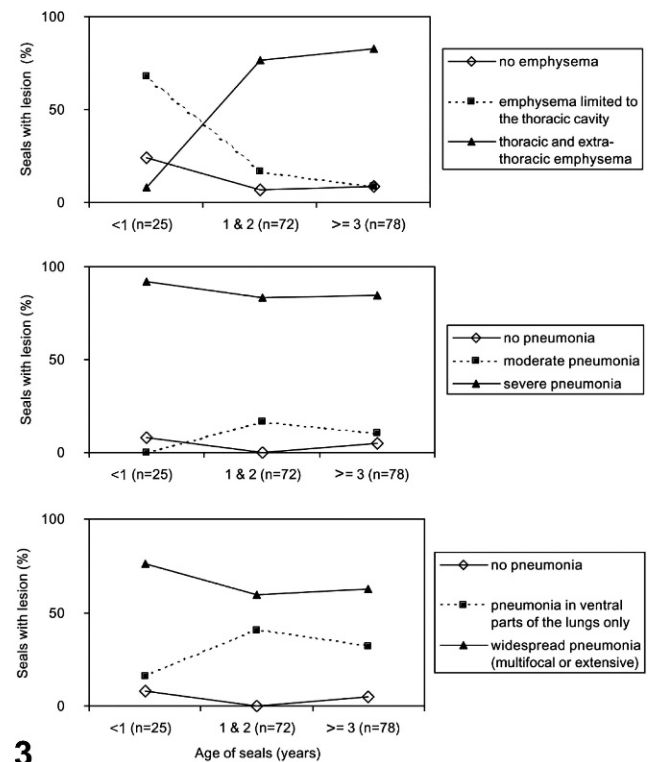 100
50
0
Seals with lesion (%)
<1 (n=25)
1 & 2 (n=72)
>= 3 (n=78)
no emphysema
emphysema limited to
the thoracic cavity
thoracic and extra-
thoracic emphysema
100
50
0
Seals with lesion (%)
<1 (n=25)
1 & 2 (n=72)
>= 3 (n=78)
no pneumonia
moderate pneumonia
severe pneumonia
100
50
0
Seals with lesion (%)
<1 (n=25)
1 & 2 (n=72)
>= 3 (n=78)
no pneumonia
pneumonia in ventral
parts of the lungs only
widespread pneumonia
(multifocal or extensive)
3
Age of seals (years)